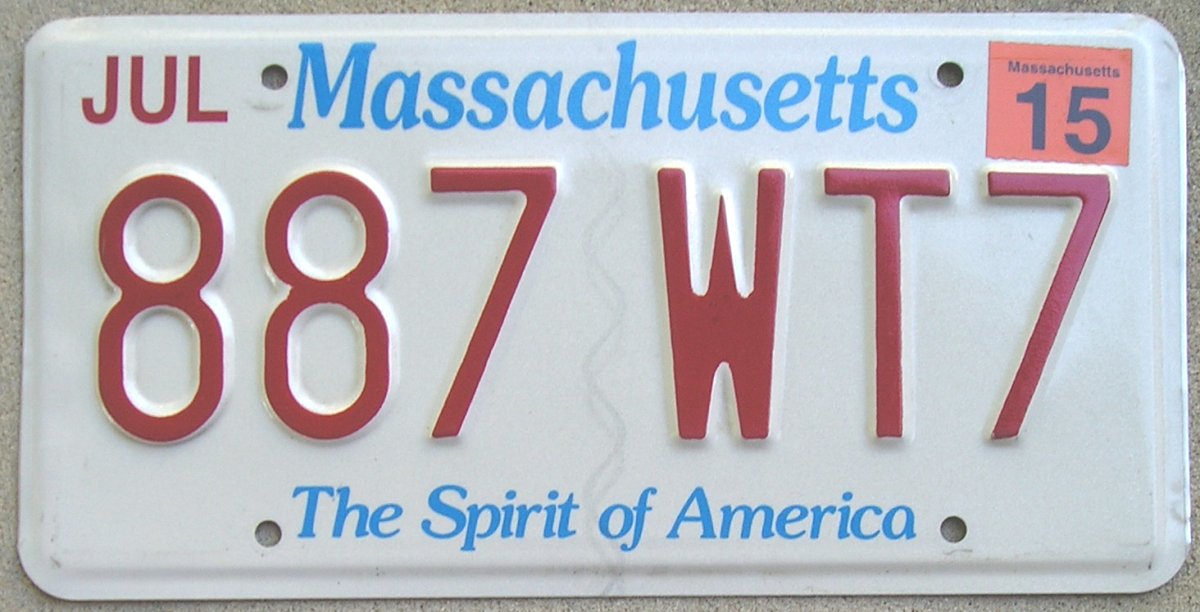 JUL Massachusetts
Massachusetts
15
887 WT7
The Spirit of America